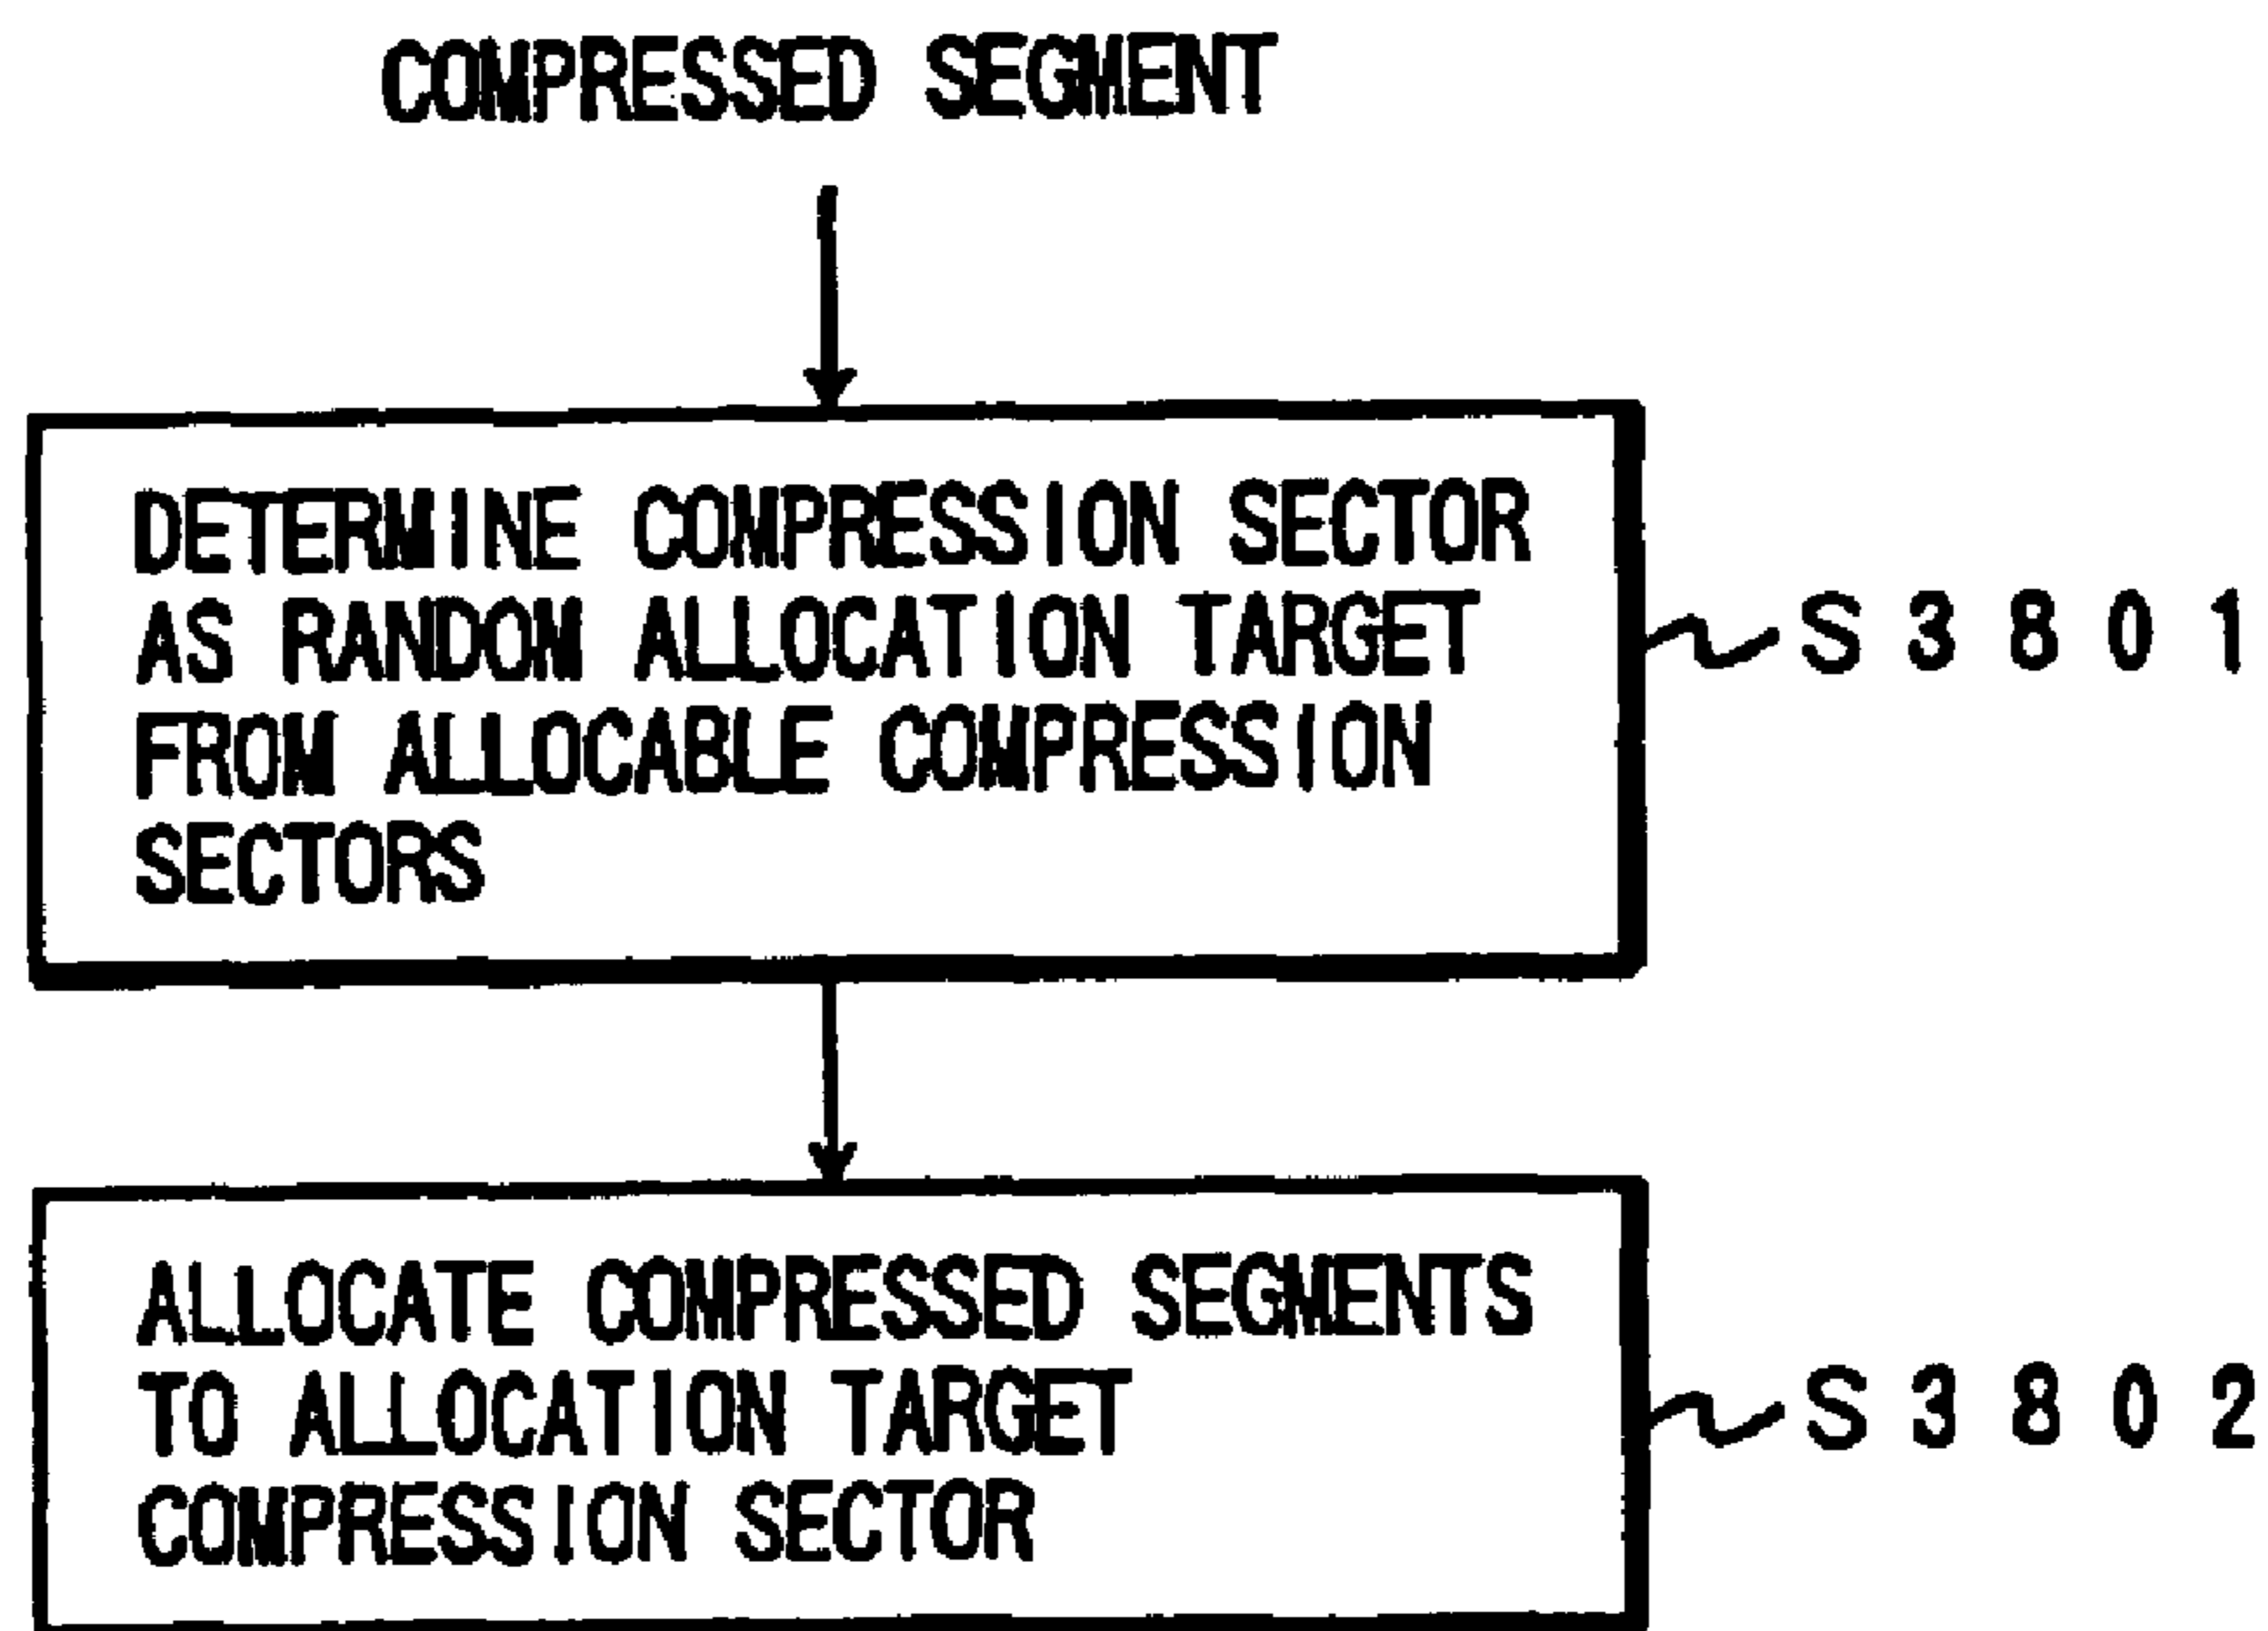 COMPRESSED SEGMENT
DETERMINE COMPRESSION SECTOR
AS RANDOM ALLOCATION TARGET
FROM ALLOCABLE COMPRESSION
SECTORS
S3801
ALLOCATE COMPRESSED SEGMENTS
TO ALLOCATION TARGET
COMPRESSION SECTOR
S3802